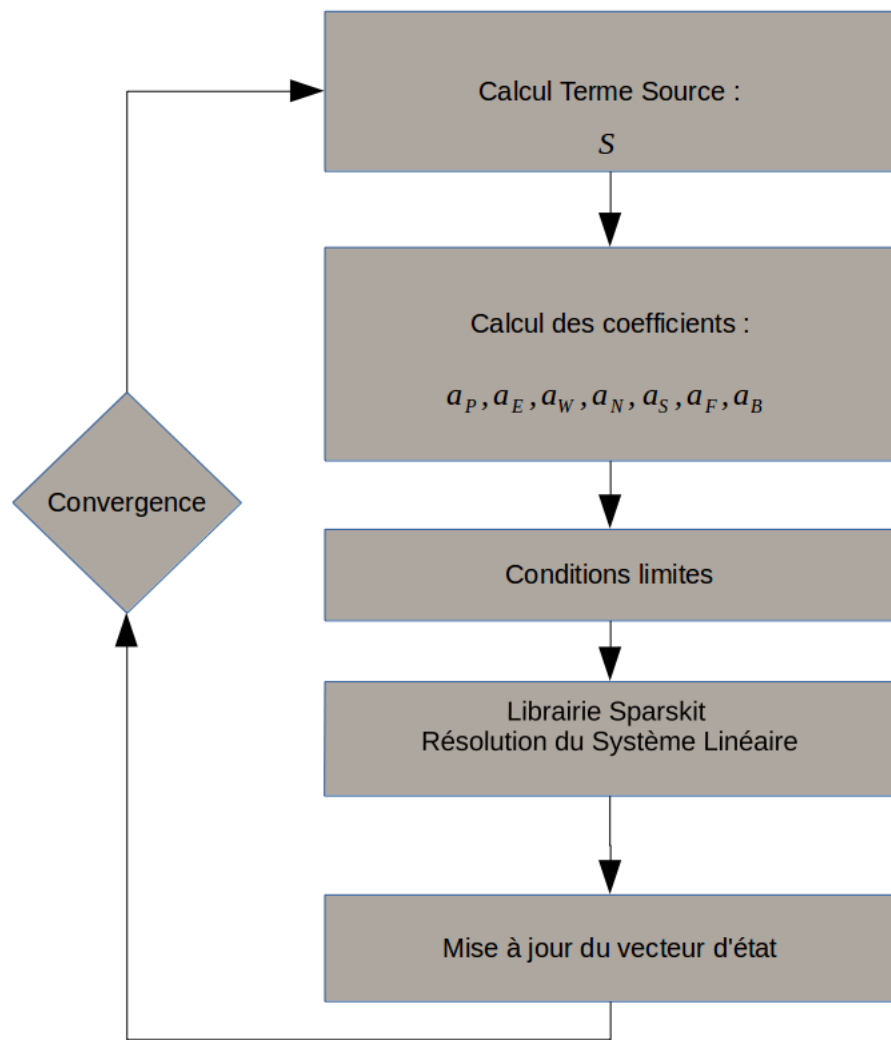 Calcul Terme Source :
S
Calcul des coefficients :
a_P, a_E, a_W, a_N, a_S, a_F, a_B
Convergence
Conditions limites
Librairie Sparskit
Résolution du Système Linéaire
Mise à jour du vecteur d'état